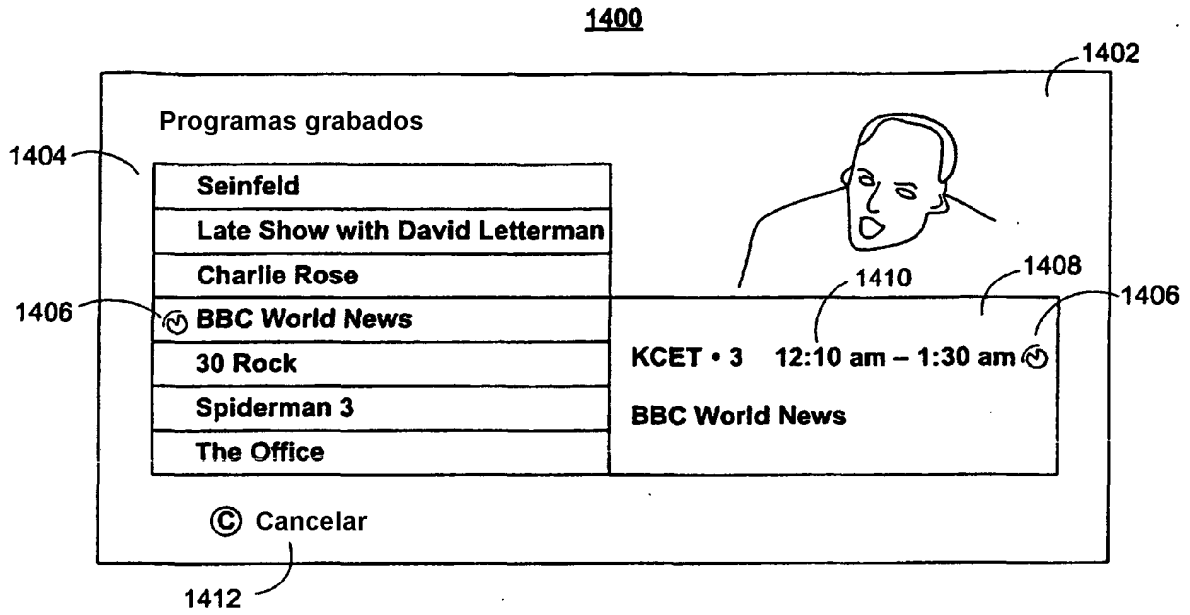 1400
1402
Programas grabados
1404
Seinfeld
Late Show with David Letterman
Charlie Rose
1410
1408
1406
BBC World News
1406
KCET • 3 12:10 am – 1:30 am
30 Rock
Spiderman 3
BBC World News
The Office
© Cancelar
1412